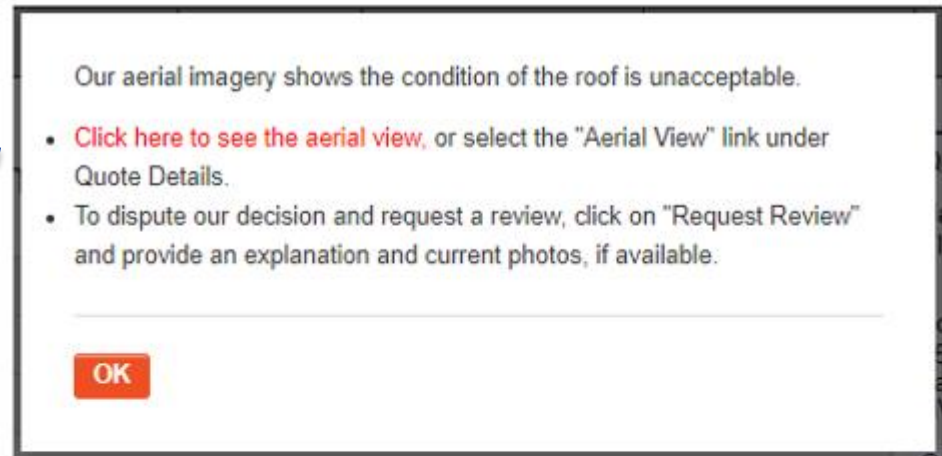 Our aerial imagery shows the condition of the roof is unacceptable.
• Click here to see the aerial view, or select the "Aerial View" link under
Quote Details.
• To dispute our decision and request a review, click on "Request Review"
and provide an explanation and current photos, if available.
OK